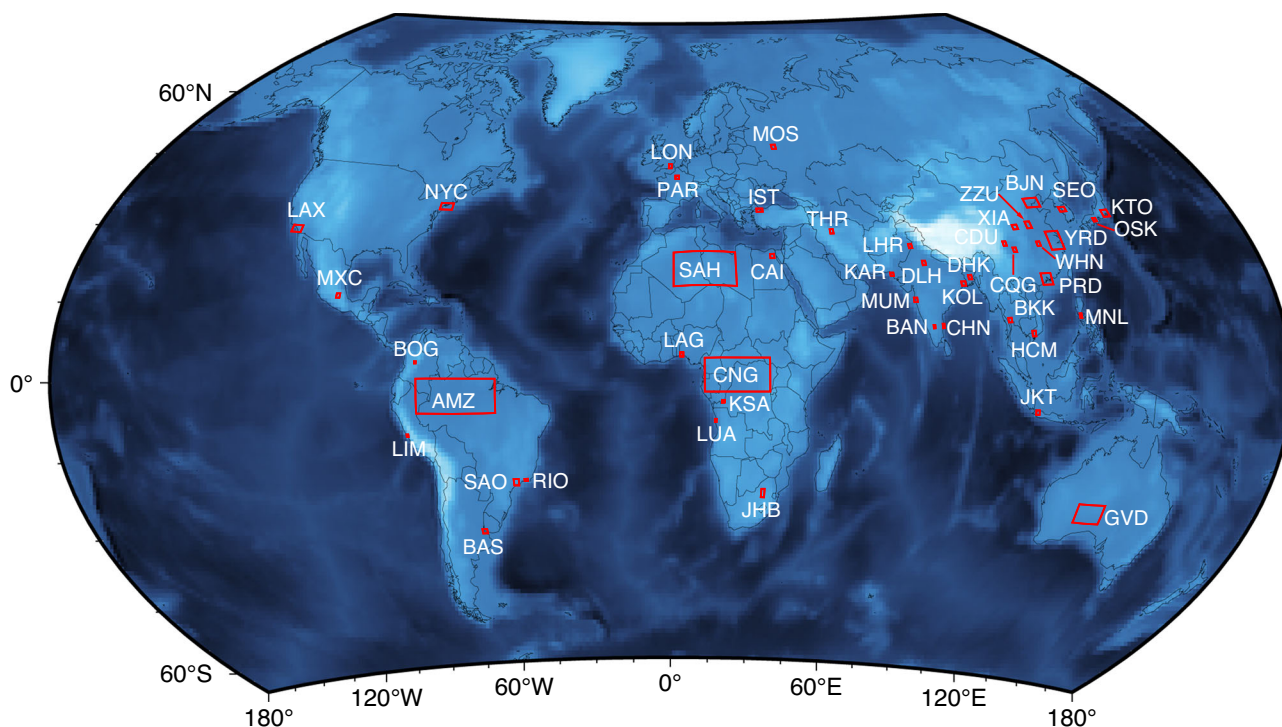 60°N
MOS
LON
PAR
NYC
LAX
IST
THR
ZZU
BJN
SEO
KTO
XIA
OSK
CDU
YRD
LHR
WHN
SAH
CAI
KAR
DLH
DHK
CQG
PRD
MXC
MUM
KOL
BKK
MNL
BAN
CHN
HCM
BOG
LAG
0°
CNG
AMZ
KSA
JKT
LUA
LIM
SAO
RIO
JHB
GVD
BAS
60°S
120°W
60°W
0°
60°E
120°E
180°
180°